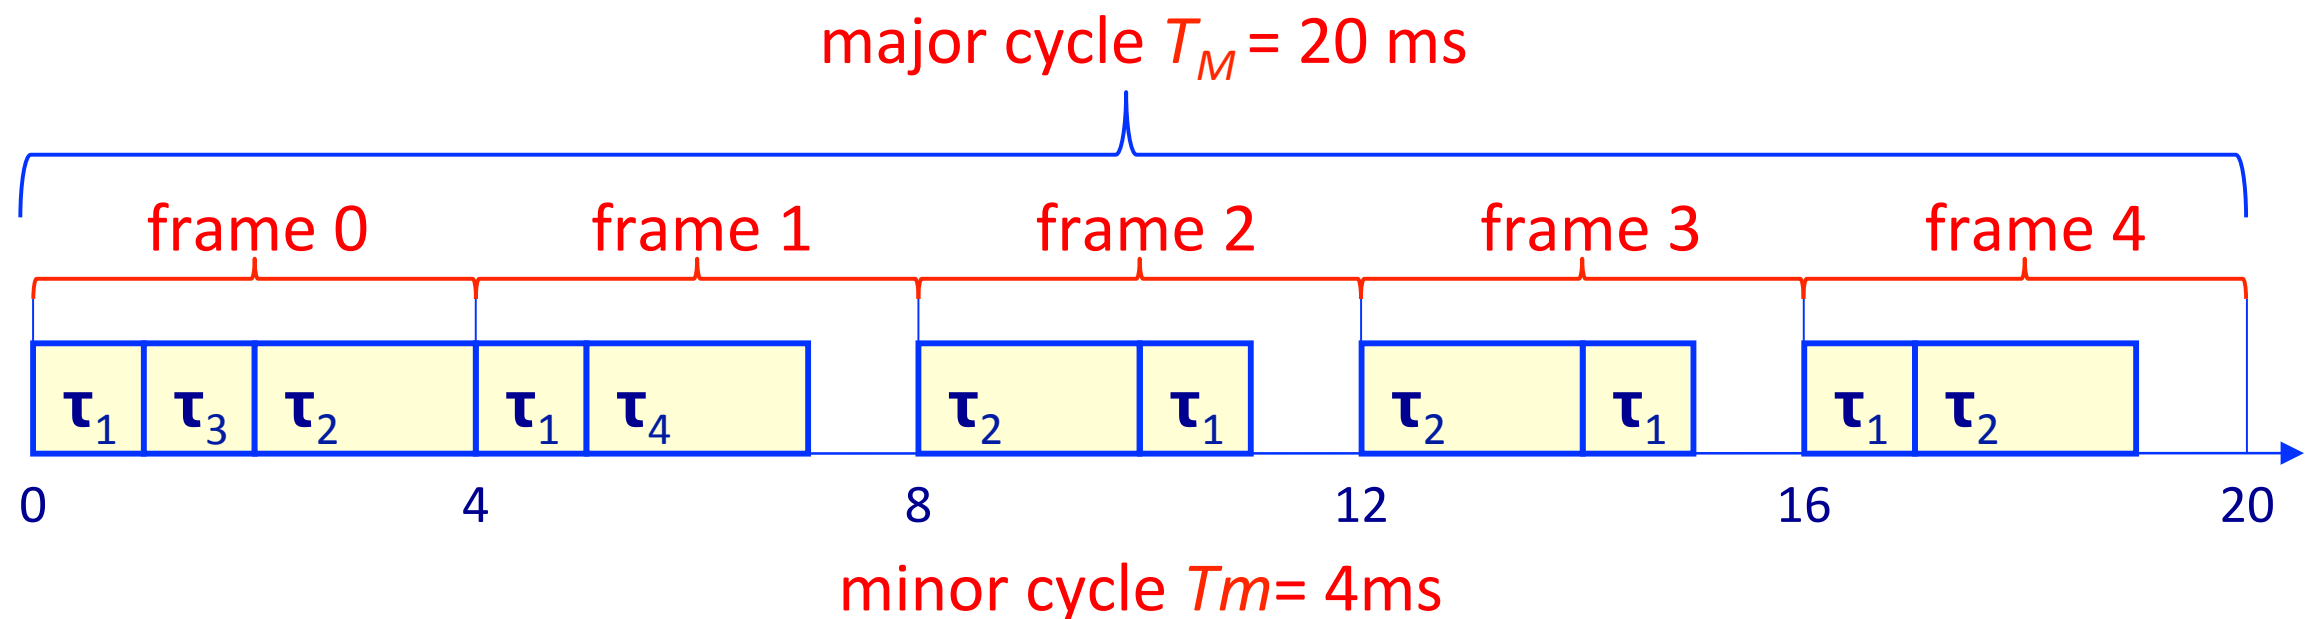 major cycle T_M = 20 ms
frame 0 frame 1 frame 2 frame 3 frame 4
τ1 τ3 τ2 τ1 τ4 τ2 τ1 τ2 τ1 τ1 τ2
0 4 8 12 16 20
minor cycle Tm= 4ms